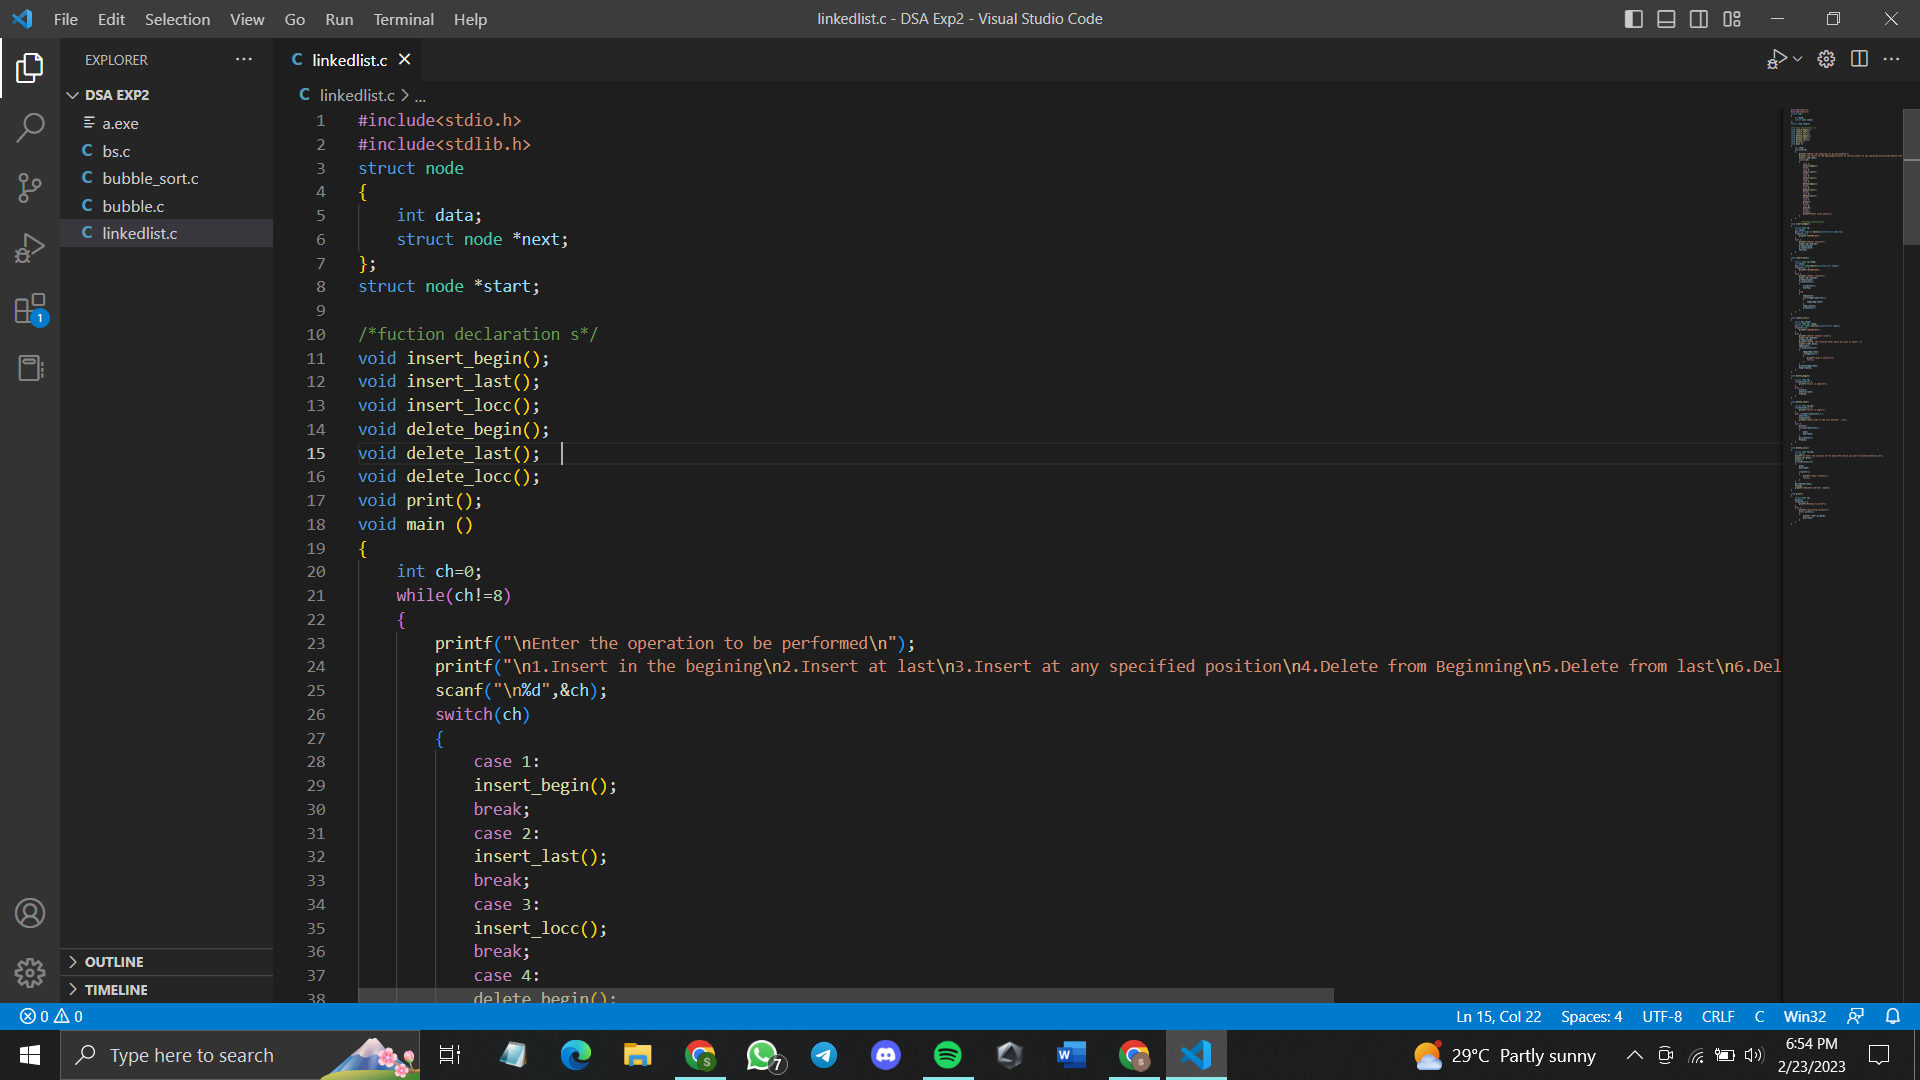 File Edit Selection View Go Run Terminal Help
linkedlist.c - DSA Exp2 - Visual Studio Code
EXPLORER
DSA EXP2
a.exe
C bs.c
C bubble_sort.c
C bubble.c
C linkedlist.c
OUTLINE
TIMELINE
1
C linkedlist.c
C linkedlist.c > ...
1 #include<stdio.h>
2 #include<stdlib.h>
3 struct node
4 {
5 int data;
6 struct node *next;
7 };
8 struct node *start;
9
10 /*fuction declaration s*/
11 void insert_begin();
12 void insert_last();
13 void insert_locc();
14 void delete_begin();
15 void delete_last();
16 void delete_locc();
17 void print();
18 void main ()
19 {
20 int ch=0;
21 while(ch!=8)
22 {
23 printf("\nEnter the operation to be performed\n");
24 printf("\n1.Insert in the begining\n2.Insert at last\n3.Insert at any specified position\n4.Delete from Beginning\n5.Delete from last\n6.Del
25 scanf("\n%d",&ch);
26 switch(ch)
27 {
28 case 1:
29 insert_begin();
30 break;
31 case 2:
32 insert_last();
33 break;
34 case 3:
35 insert_locc();
36 break;
37 case 4:
38 delete_begin();
0 0
Ln 15, Col 22 Spaces: 4 UTF-8 CRLF C Win32
Type here to search
7
29°C Partly sunny
6:54 PM
2/23/2023